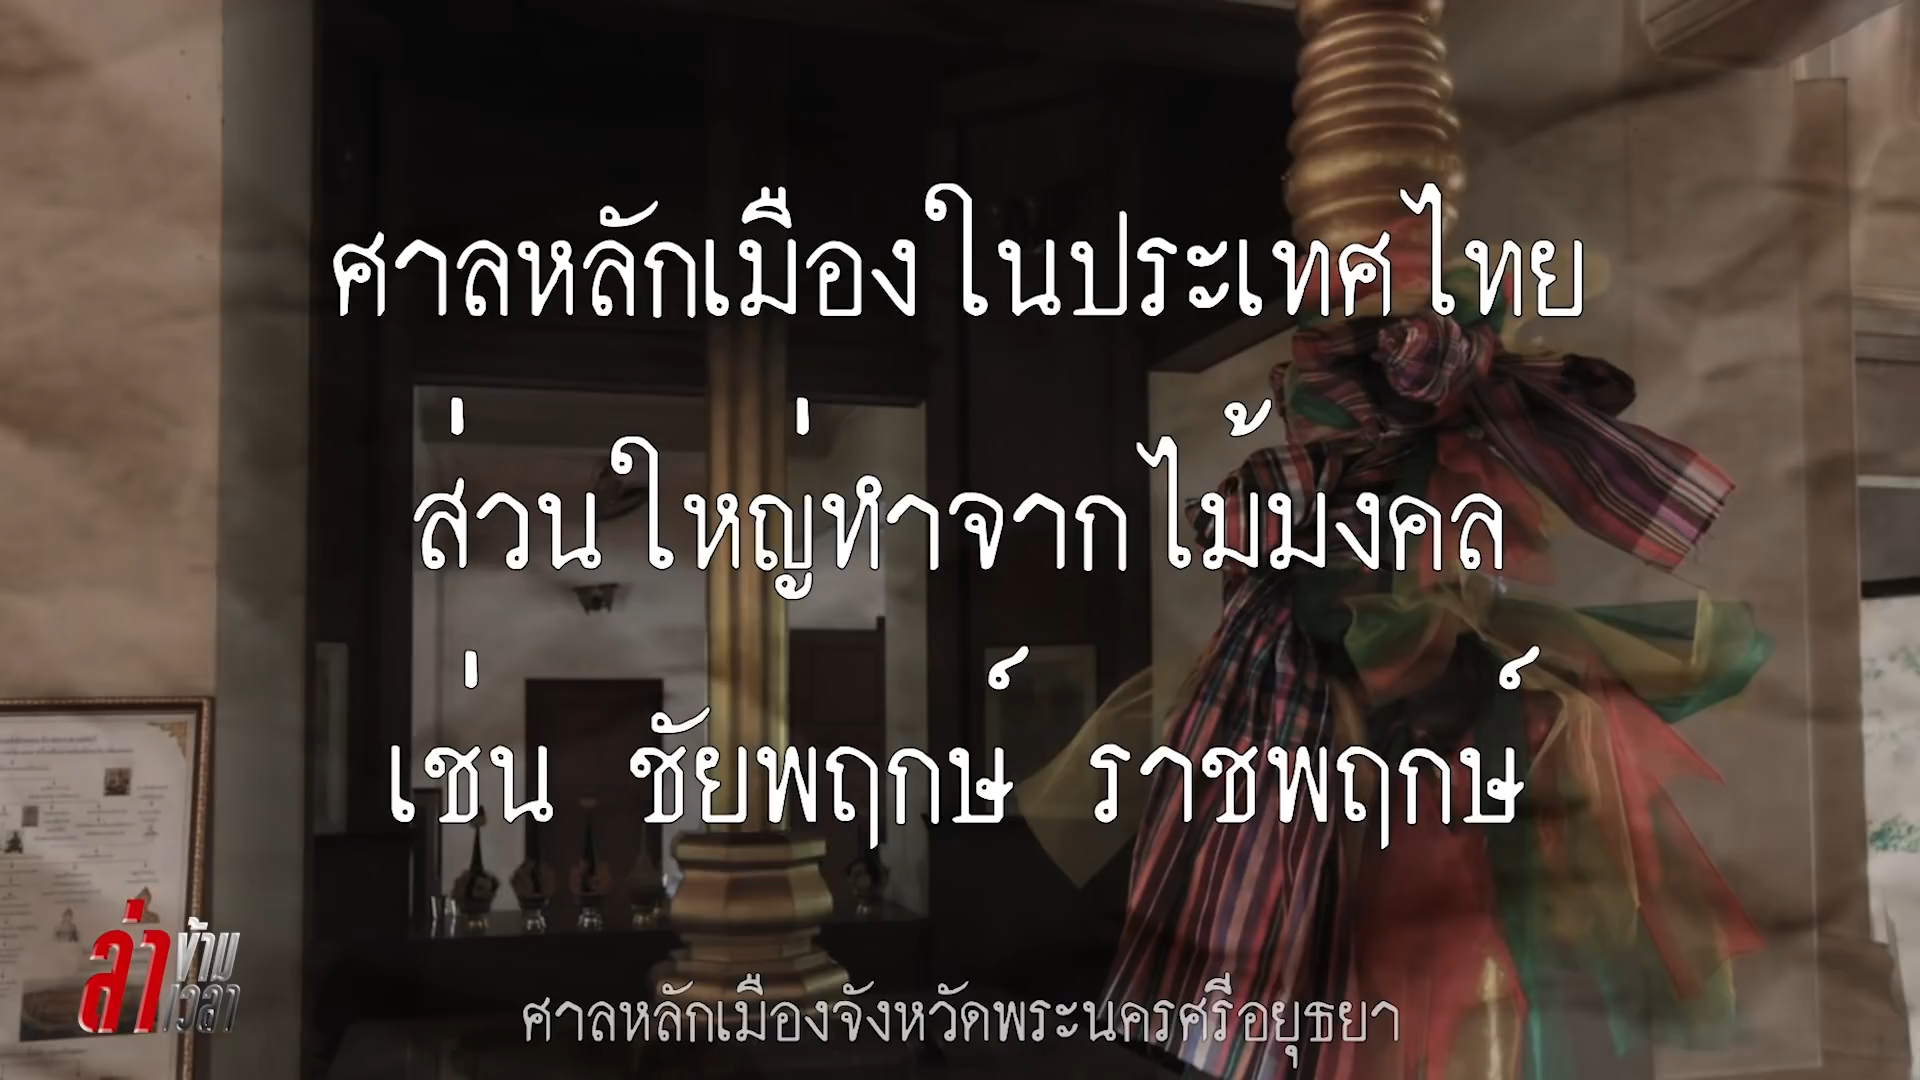 ศาลหลักเมืองในประเทศไทย
ส่วนใหญ่ทำจากไม้มงคล
เช่น ชัยพฤกษ์ ราชพฤกษ์
ล่า
ข้าม
เวลา
ศาลหลักเมืองจังหวัดพระนครศรีอยุธยา